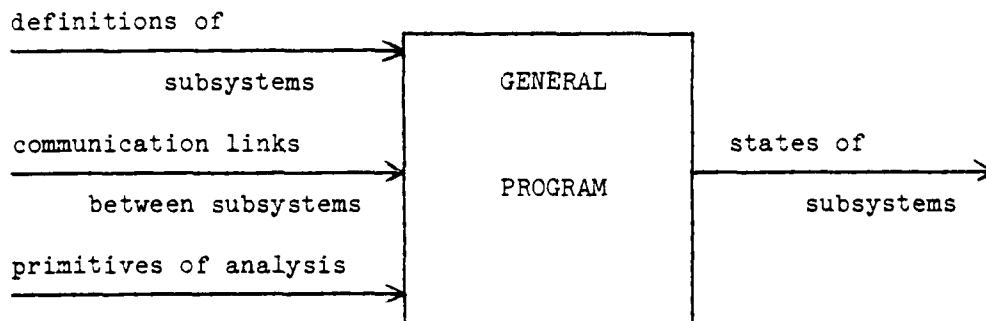 definitions of
subsystems
GENERAL
communication links
states of
PROGRAM
between subsystems
subsystems
primitives of analysis